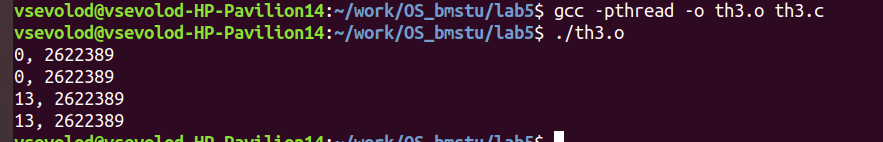 vsevolod@vsevolod-HP-Pavilion14:~/work/OS_bmstu/lab5$ gcc -pthread -o th3.o th3.c
vsevolod@vsevolod-HP-Pavilion14:~/work/OS_bmstu/lab5$ ./th3.o
0, 2622389
0, 2622389
13, 2622389
13, 2622389
vsevolod@vsevolod-HP-Pavilion14:~/work/OS_bmstu/lab5$